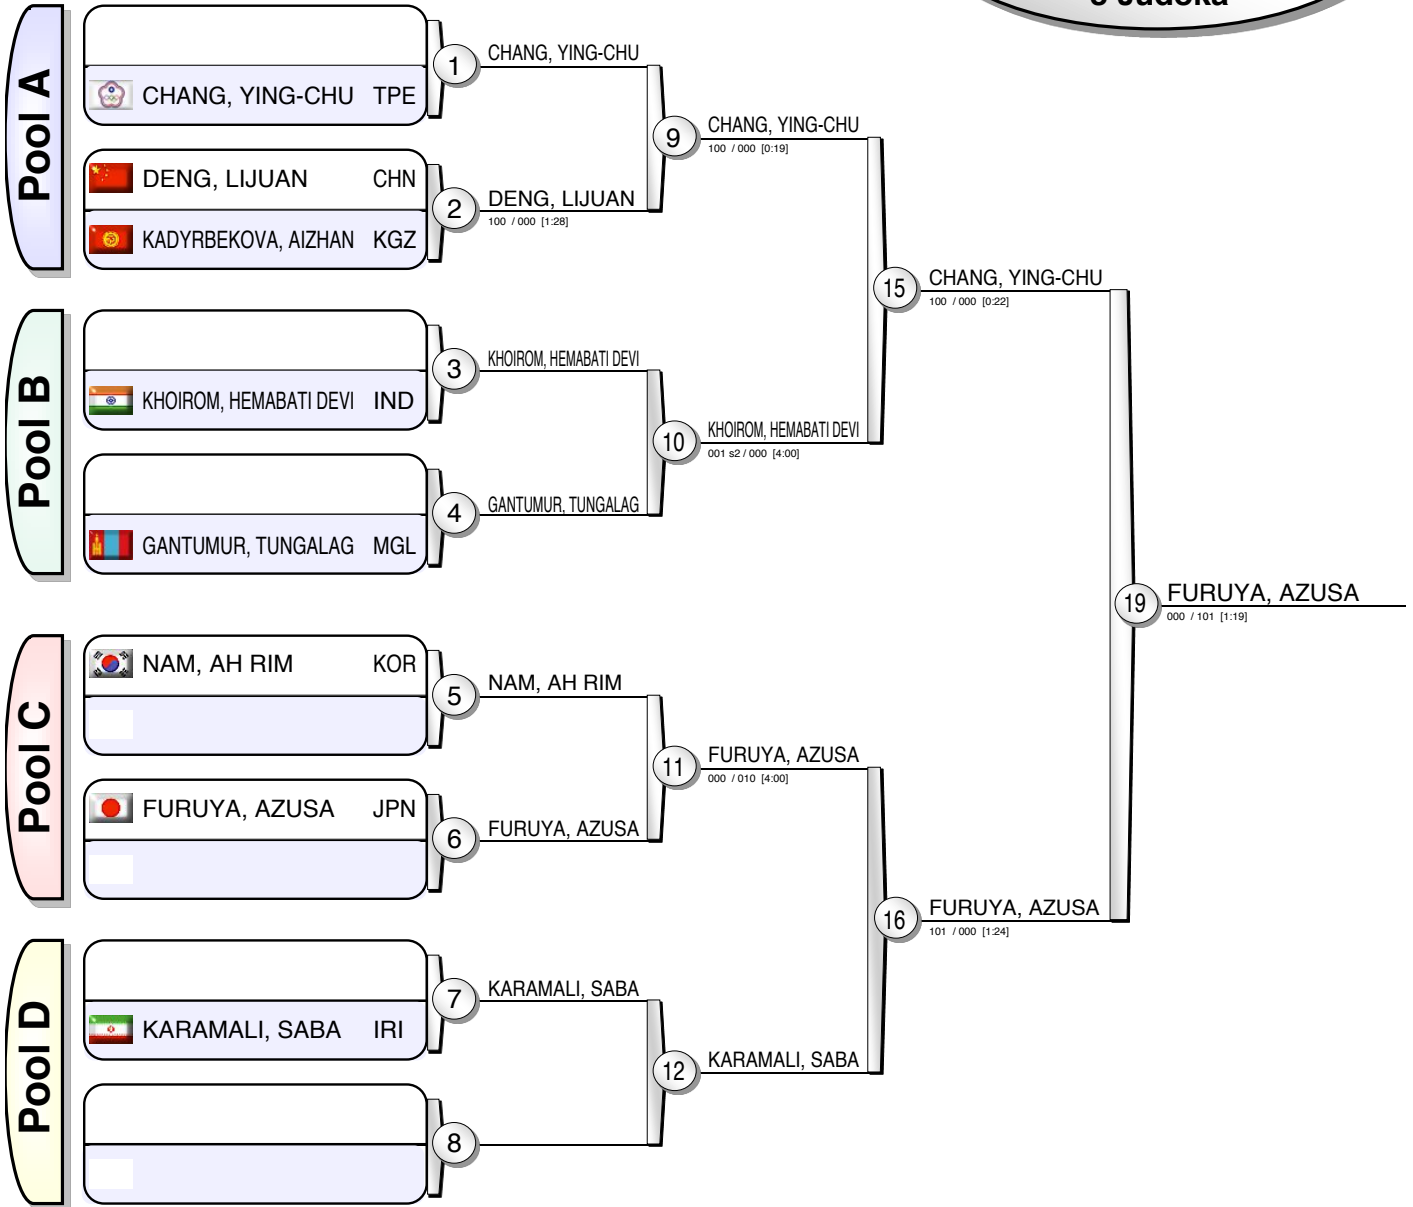 Judoka
Pool A
CHANG, YING-CHU TPE
DENG, LIJUAN CHN
KADYRBEKOVA, AIZHAN KGZ
1
CHANG, YING-CHU
2
DENG, LIJUAN
100 / 000 [1:28]
9
CHANG, YING-CHU
100 / 000 [0:19]
Pool B
KHOIROM, HEMABATI DEVI IND
GANTUMUR, TUNGALAG MGL
3
KHOIROM, HEMABATI DEVI
4
GANTUMUR, TUNGALAG
10
KHOIROM, HEMABATI DEVI
001 s2 / 000 [4:00]
15
CHANG, YING-CHU
100 / 000 [0:22]
Pool C
NAM, AH RIM KOR
FURUYA, AZUSA JPN
5
NAM, AH RIM
6
FURUYA, AZUSA
11
FURUYA, AZUSA
000 / 010 [4:00]
Pool D
KARAMALI, SABA IRI
7
KARAMALI, SABA
8
12
KARAMALI, SABA
16
FURUYA, AZUSA
101 / 000 [1:24]
19
FURUYA, AZUSA
000 / 101 [1:19]